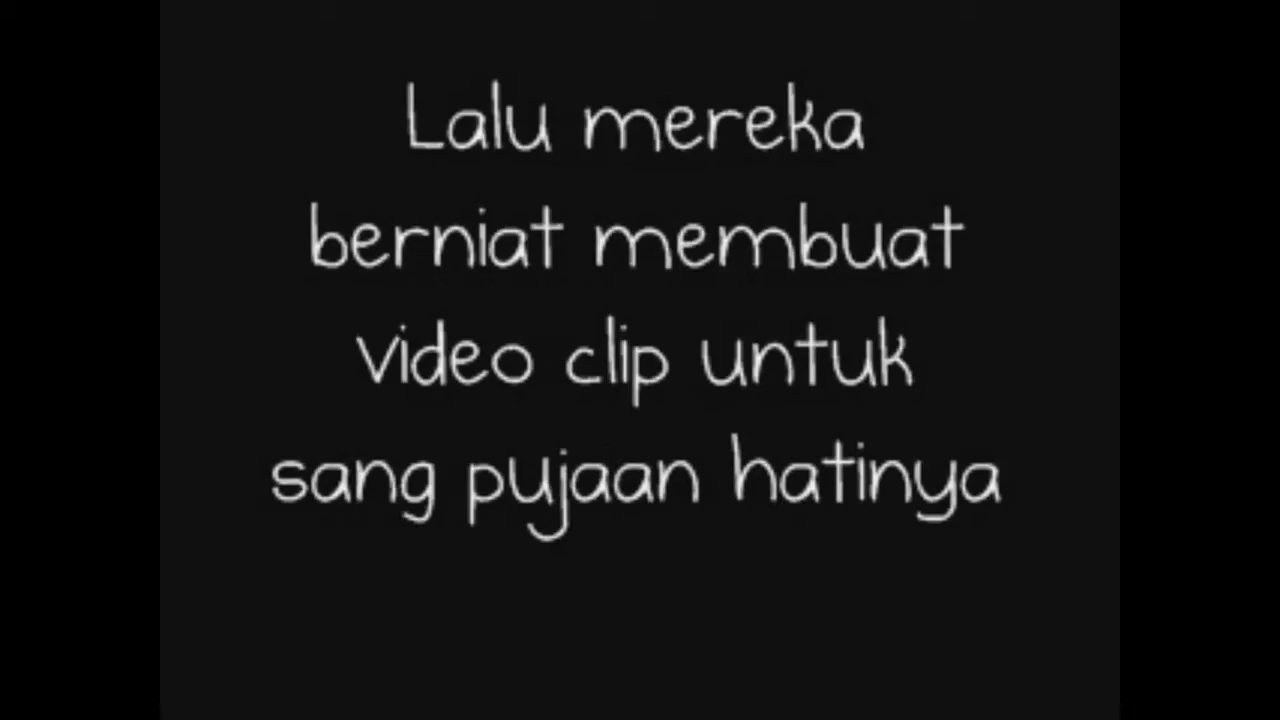 Lalu mereka
berniat membuat
video clip untuk
sang pujaan hatinya